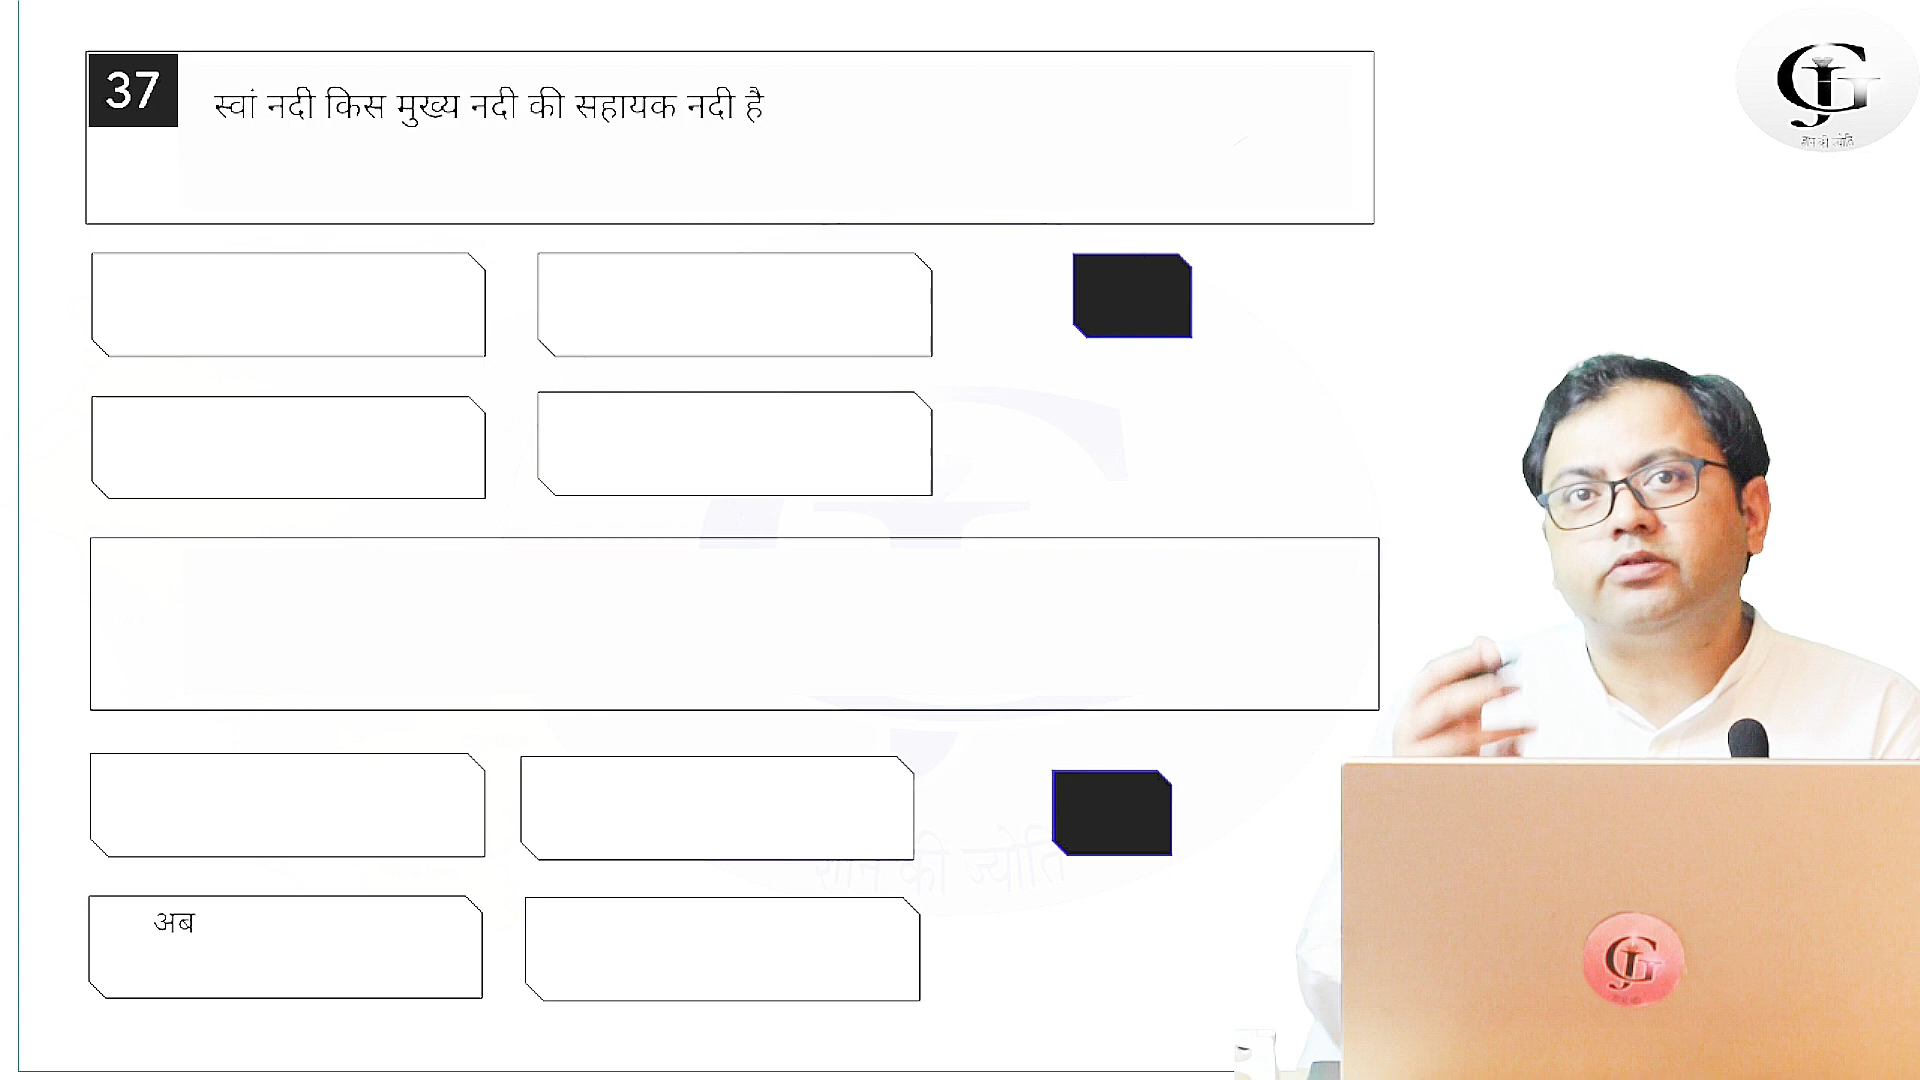 37
स्वां नदी किस मुख्य नदी की सहायक नदी है
ज्ञान की ज्योति
ज्ञान की ज्योति
अब